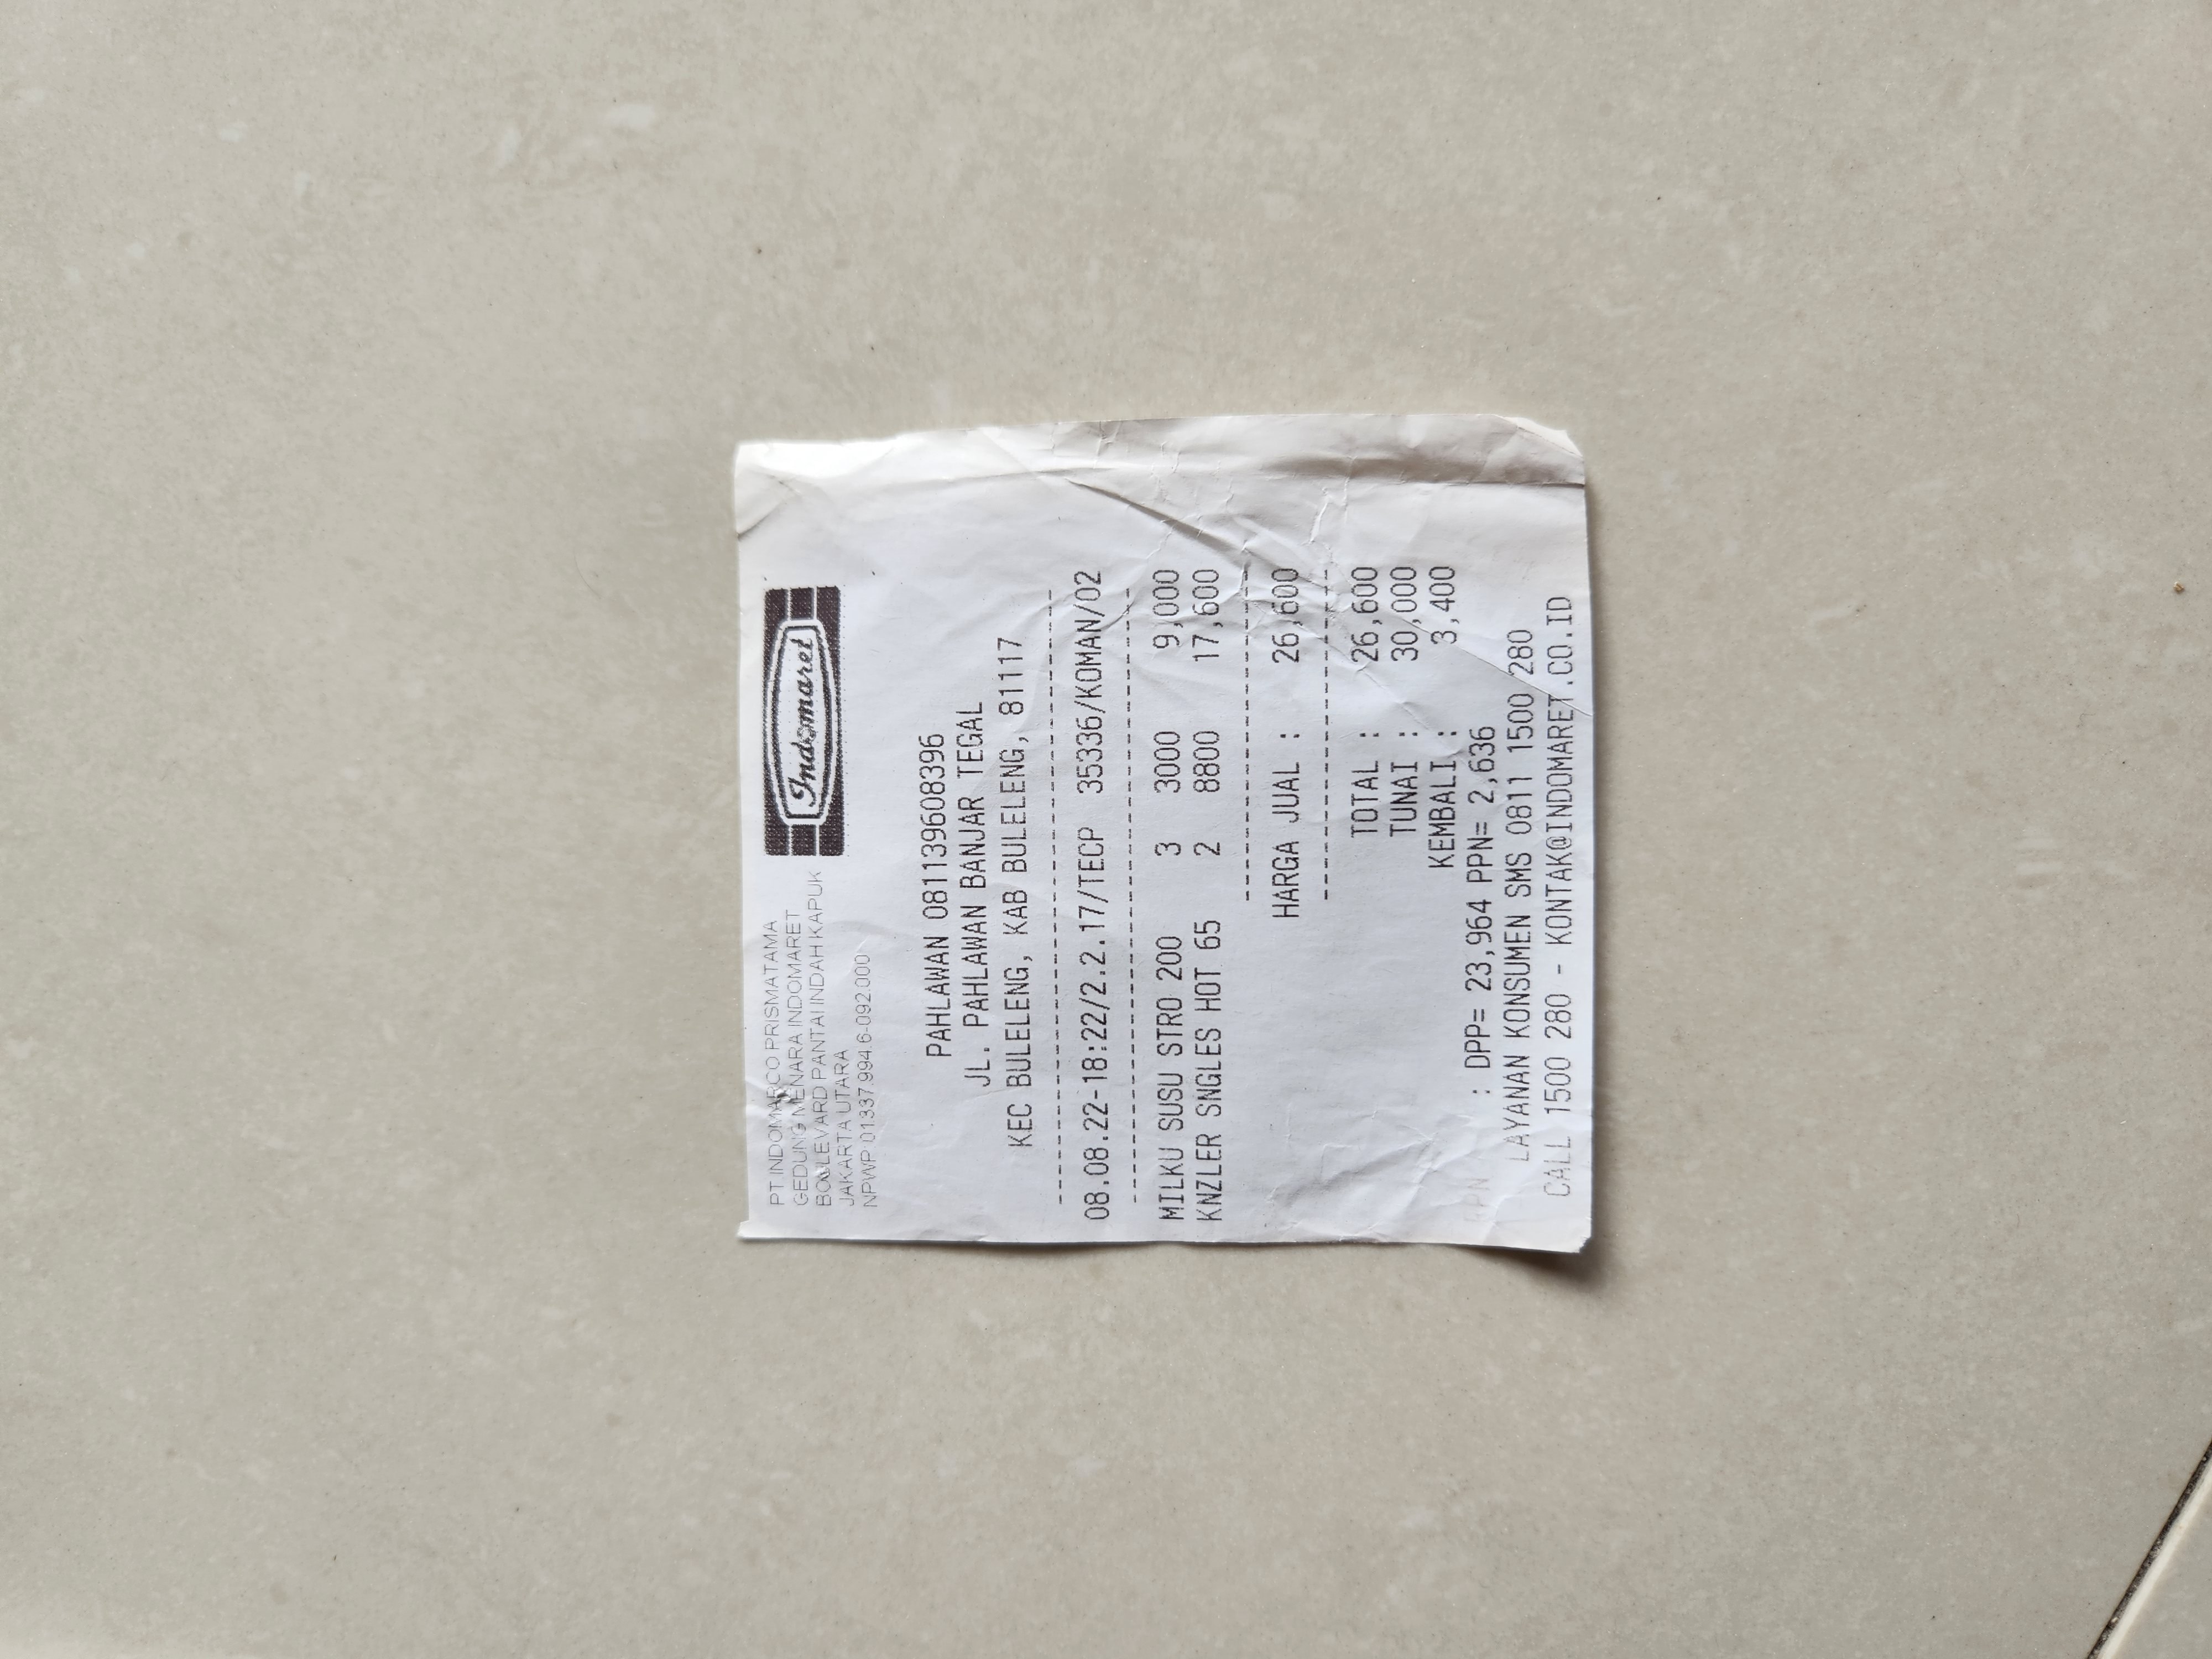 PT INDOMARCO PRISMATAMA
GEDUNG MENARA INDOMARET
BOULEVARD PANTAI INDAH KAPUK
JAKARTA UTARA
NPWP 01.337.994.6-092.000
Indomaret
PAHLAWAN 081139608396
JL. PAHLAWAN BANJAR TEGAL
KEC BULELENG, KAB BULELENG, 81117
08.08.22-18:22/2.2.17/TECP 35336/KOMAN/02
MILKU SUSU STRO 200 3 3000 9,000
KNZLER SNGLES HOT 65 2 8800 17,600
HARGA JUAL : 26,600
TOTAL : 26,600
TUNAI : 30,000
KEMBALI : 3,400
PPN : DPP= 23,964 PPN= 2,636
LAYANAN KONSUMEN SMS 0811 1500 280
CALL 1500 280 - KONTAK@INDOMARET.CO.ID